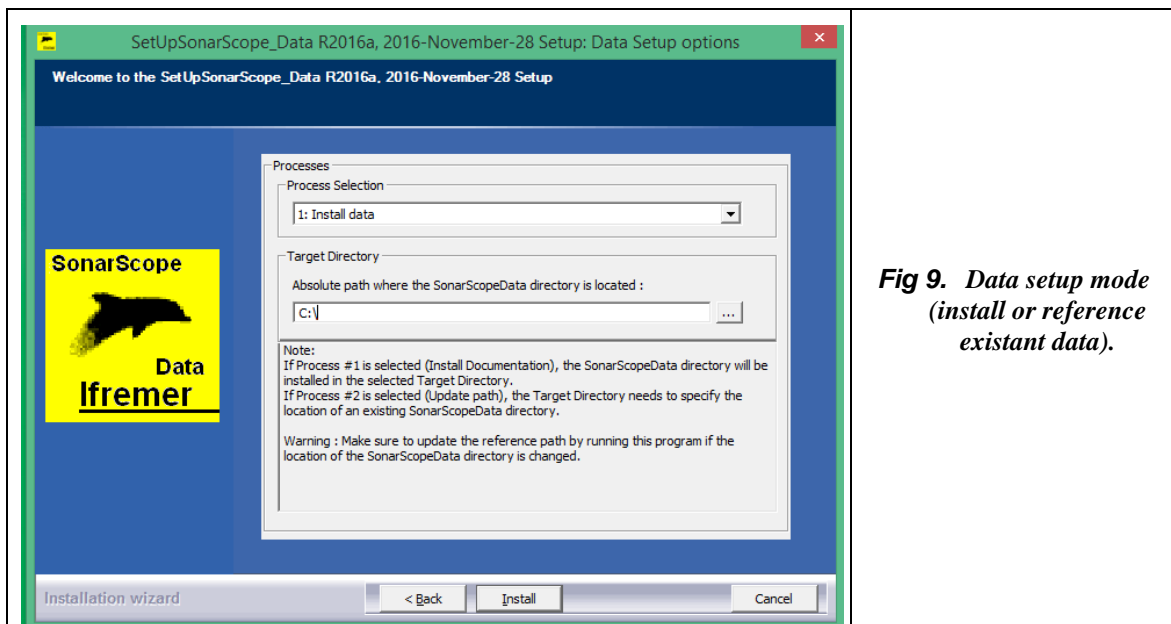 SetUpSonarScope_Data R2016a, 2016-November-28 Setup: Data Setup options
Welcome to the SetUpSonarScope_Data R2016a, 2016-November-28 Setup
Processes
Process Selection
1: Install data
Target Directory
Absolute path where the SonarScopeData directory is located :
C:\
...
Note:
If Process #1 is selected (Install Documentation), the SonarScopeData directory will be
installed in the selected Target Directory.
If Process #2 is selected (Update path), the Target Directory needs to specify the
location of an existing SonarScopeData directory.
Warning : Make sure to update the reference path by running this program if the
location of the SonarScopeData directory is changed.
SonarScope
Data
Ifremer
Installation wizard
< Back
Install
Cancel
Fig 9. Data setup mode
(install or reference
existant data).